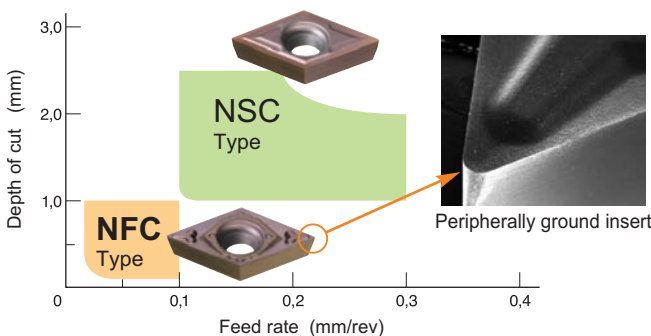 3,0
Depth of cut (mm)
2,0
NSC
Type
1,0
NFC
Type
Peripherally ground insert
0
0,1
0,2
0,3
0,4
Feed rate (mm/rev)